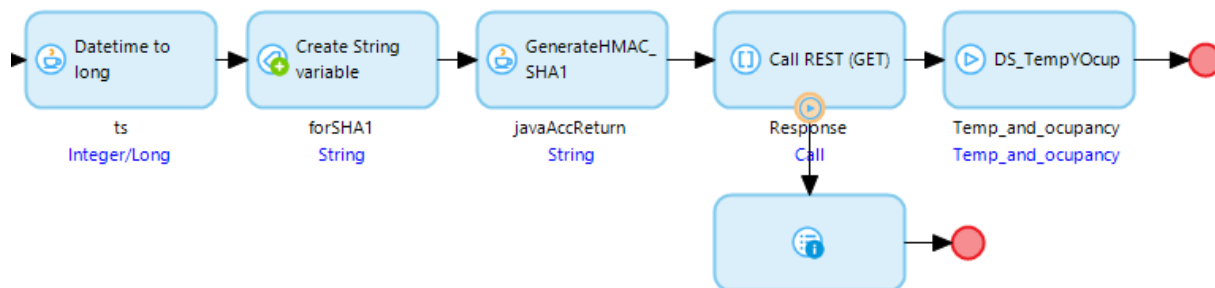 Datetime to
long
Create String
variable
GenerateHMAC_
SHA1
Call REST (GET)
DS_TempYOcup
ts
Integer/Long
forSHA1
String
javaAccReturn
String
Response
Call
Temp_and_ocupancy
Temp_and_ocupancy